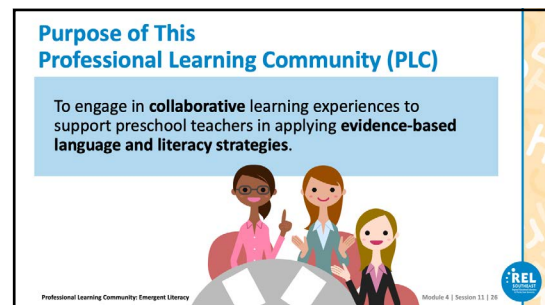 Purpose of This
Professional Learning Community (PLC)
To engage in collaborative learning experiences to
support preschool teachers in applying evidence-based
language and literacy strategies.
Professional Learning Community: Emergent Literacy
Module 4 | Session 11 | 26
REL
SOUTHEAST